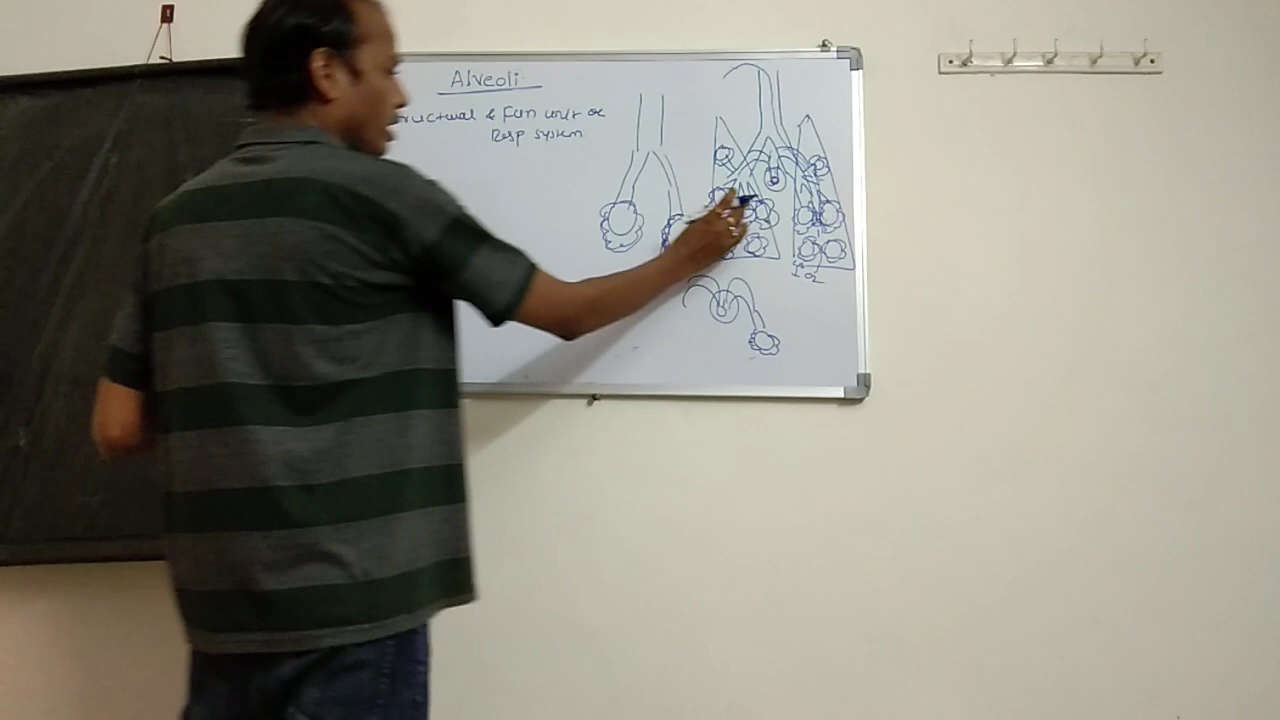 Alveoli
ructural & Fun unit of
Resp system